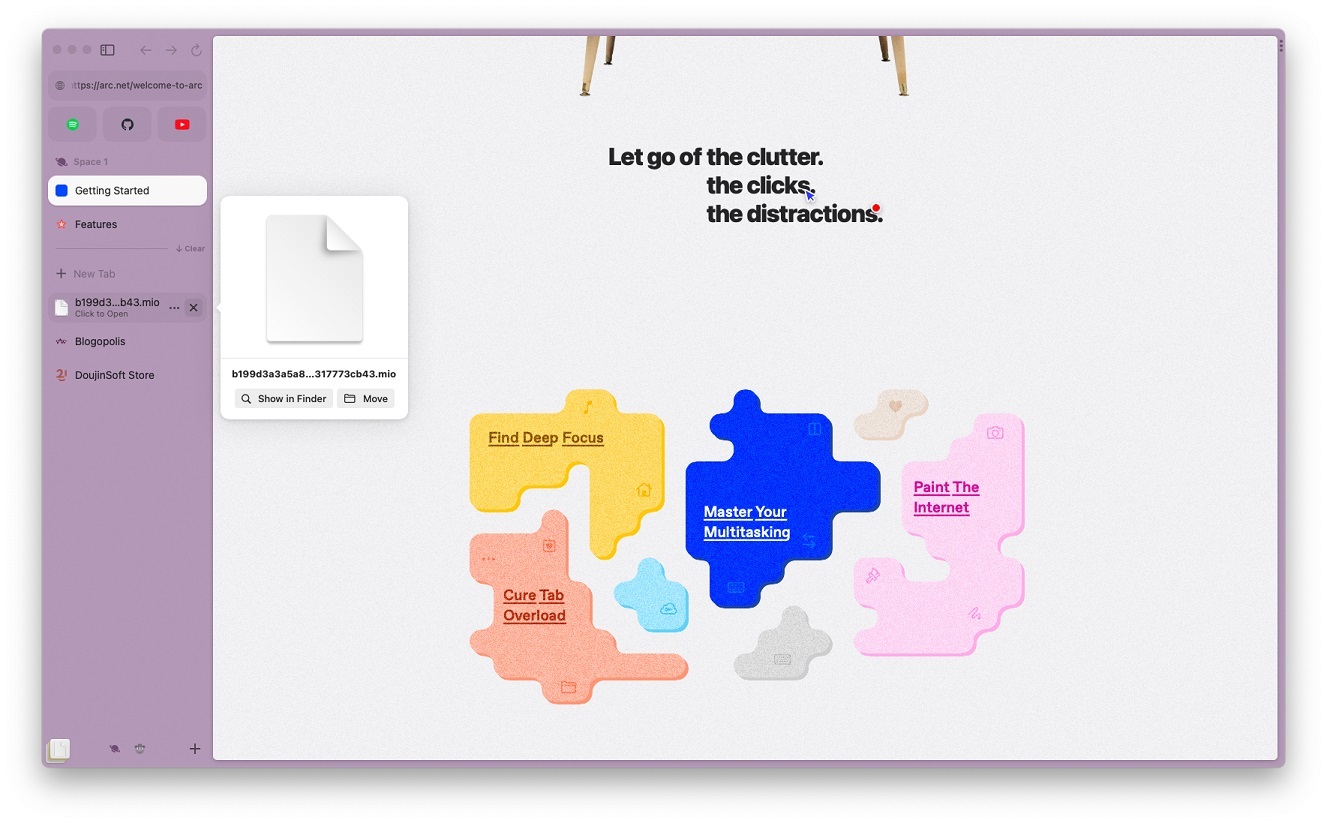 ttps://arc.net/welcome-to-arc
Space 1
Getting Started
Features
Clear
New Tab
b199d3...b43.mio
Click to Open
Blogopolis
DoujinSoft Store
b199d3a3a5a8...317773cb43.mio
Show in Finder
Move
Let go of the clutter.
the clicks.
the distractions.
Find Deep Focus
Master Your
Multitasking
Paint The
Internet
Cure Tab
Overload